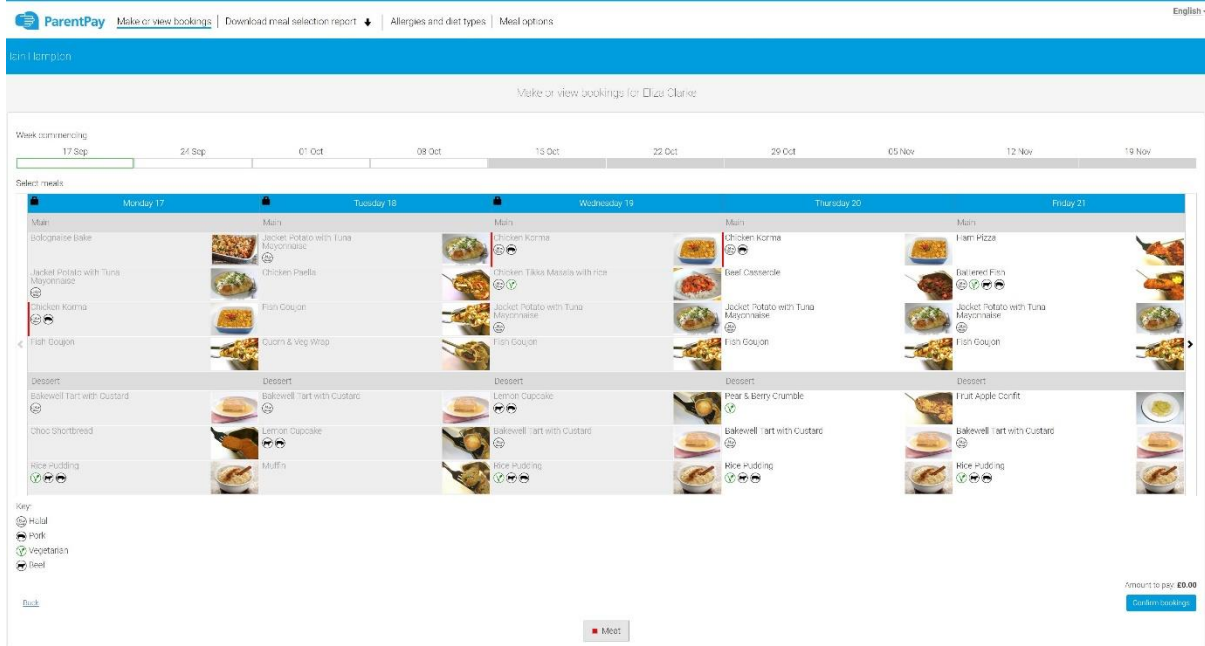 English
ParentPay Make or view bookings Download meal selection report Allergies and diet types Meal options
Iain Hampton
Make or view bookings for Eliza Clarke
Week commencing
17 Sep 24 Sep 01 Oct 08 Oct 15 Oct 22 Oct 29 Oct 05 Nov 12 Nov 19 Nov
Select meals
Monday 17 Tuesday 18 Wednesday 19 Thursday 20 Friday 21
Main Main Main Main Main
Bolognaise Bake Jacket Potato with Tuna Mayonnaise Chicken Korma Chicken Korma Ham Pizza
Jacket Potato with Tuna Mayonnaise Chicken Paella Chicken Tikka Masala with rice Beef Casserole Battered Fish
Chicken Korma Fish Goujon Jacket Potato with Tuna Mayonnaise Jacket Potato with Tuna Mayonnaise Jacket Potato with Tuna Mayonnaise
Fish Goujon Quorn & Veg Wrap Fish Goujon Fish Goujon Fish Goujon
Dessert Dessert Dessert Dessert Dessert
Bakewell Tart with Custard Bakewell Tart with Custard Lemon Cupcake Pear & Berry Crumble Fruit Apple Confit
Choc Shortbread Lemon Cupcake Bakewell Tart with Custard Bakewell Tart with Custard Bakewell Tart with Custard
Rice Pudding Muffin Rice Pudding Rice Pudding Rice Pudding
Key:
Halal
Pork
Vegetarian
Beef
Amount to pay: £0.00
Back Confirm bookings
Meat